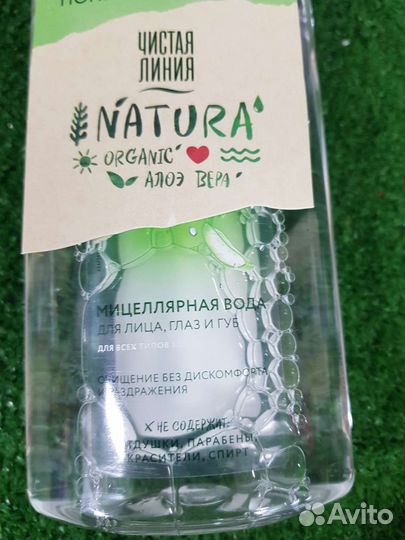 ЧИСТАЯ
ЛИНИЯ
NATURA
ORGANIC
АЛОЭ ВЕРА
МИЦЕЛЛЯРНАЯ ВОДА
ДЛЯ ЛИЦА, ГЛАЗ И ГУБ
ДЛЯ ВСЕХ ТИПОВ
ОЧИЩЕНИЕ БЕЗ ДИСКОМФОРТА
И РАЗДРАЖЕНИЯ
НЕ СОДЕРЖИТ:
ОТДУШКИ, ПАРАБЕНЫ,
КРАСИТЕЛИ, СПИРТ
Avito